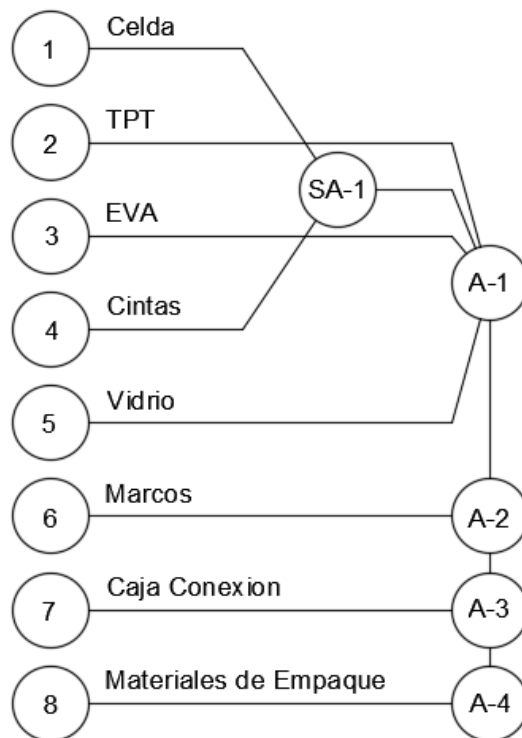 1
Celda
2
TPT
SA-1
3
EVA
A-1
4
Cintas
5
Vidrio
6
Marcos
A-2
7
Caja Conexion
A-3
8
Materiales de Empaque
A-4